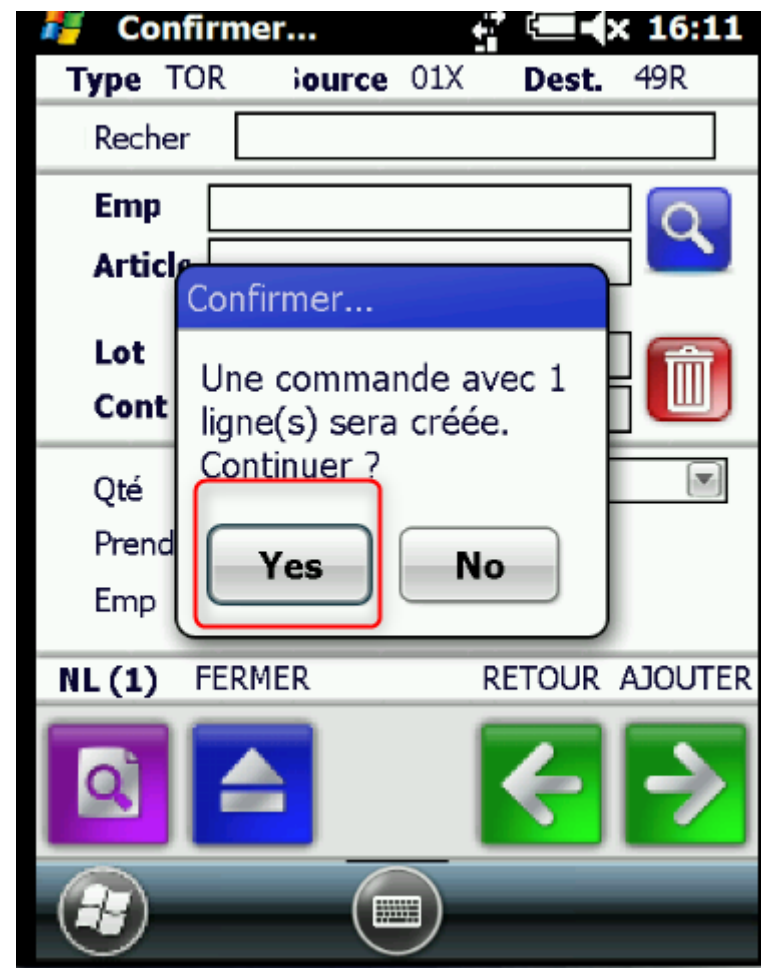 Confirmer... 16:11
Type TOR ource 01X Dest. 49R
Recher
Emp
Article
Confirmer...
Lot
Cont
Une commande avec 1
ligne(s) sera créée.
Continuer ?
Qté
Prend
Emp
Yes No
NL (1) FERMER RETOUR AJOUTER